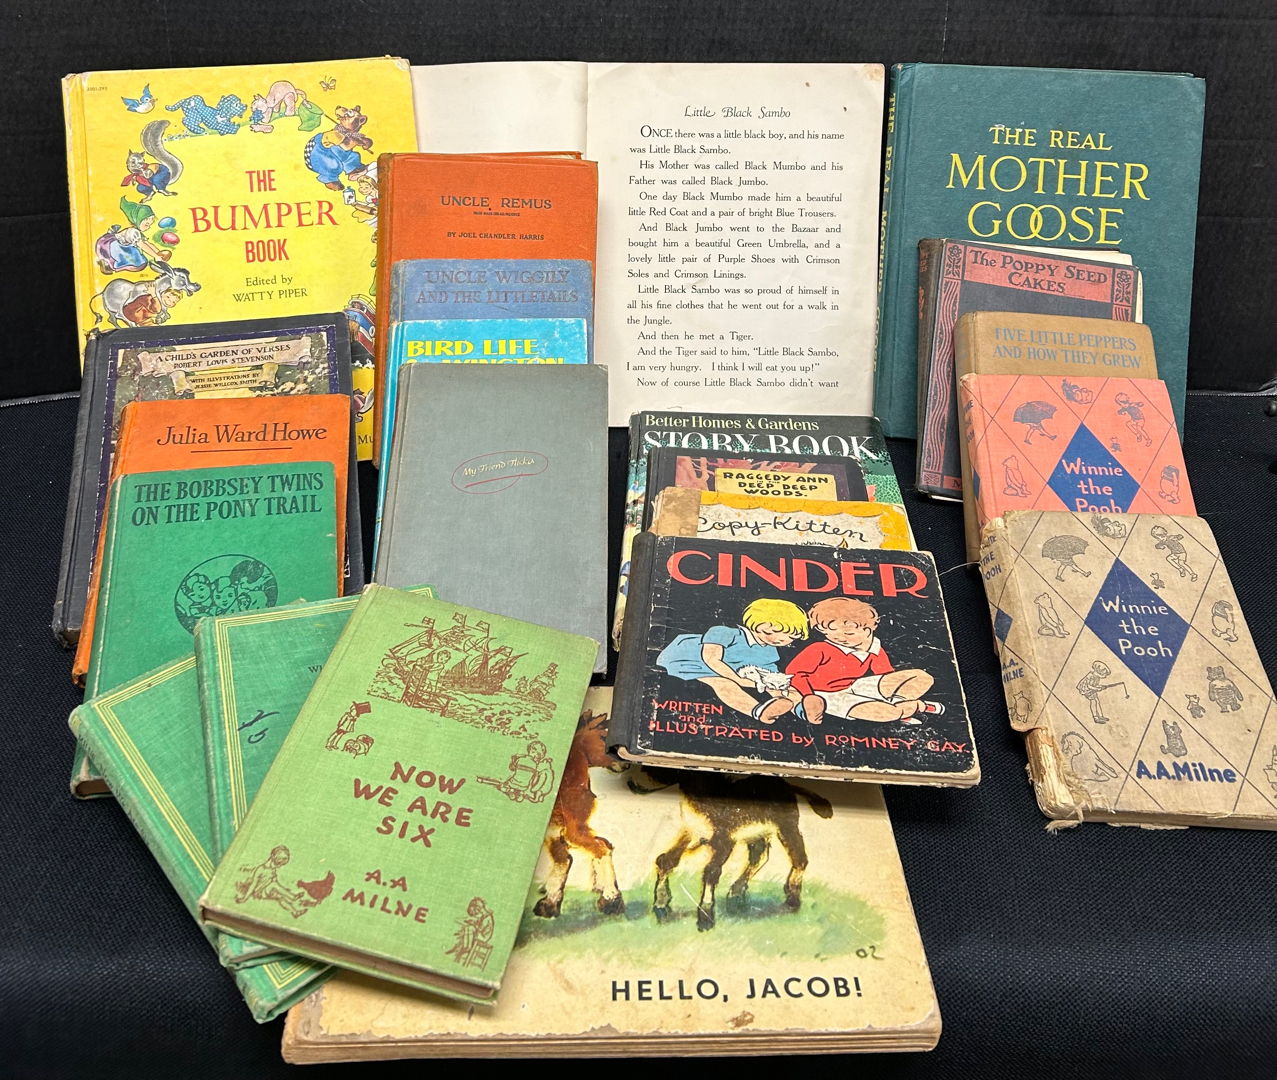 THE
BUMPER
BOOK
Edited by
WATTY PIPER
UNCLE REMUS
BY JOEL CHANDLER HARRIS
UNCLE WIGGILY
AND THE LITTLETAILS
BIRD LIFE
My Friend Flicka
Little Black Sambo
ONCE there was a little black boy, and his name
was Little Black Sambo.
His Mother was called Black Mumbo and his
Father was called Black Jumbo.
One day Black Mumbo made him a beautiful
little Red Coat and a pair of bright Blue Trousers.
And Black Jumbo went to the Bazaar and
bought him a beautiful Green Umbrella, and a
lovely little pair of Purple Shoes with Crimson
Soles and Crimson Linings.
Little Black Sambo was so proud of himself in
all his fine clothes that he went out for a walk in
the Jungle.
And then he met a Tiger.
And the Tiger said to him, "Little Black Sambo,
I am very hungry. I think I will eat you up!"
Now of course Little Black Sambo didn't want
THE REAL
MOTHER
GOOSE
The POPPY SEED
CAKES
FIVE LITTLE PEPPERS
AND HOW THEY GREW
Winnie
the
Pooh
Winnie
the
Pooh
A.A.Milne
THE
POOH
A.A.
MILNE
A CHILD'S GARDEN OF VERSES
ROBERT LOUIS STEVENSON
WITH ILLUSTRATIONS BY
JESSIE WILLCOX SMITH
Julia Ward Howe
THE BOBBSEY TWINS
ON THE PONY TRAIL
Better Homes & Gardens
STORY BOOK
RAGGEDY ANN
DEEP DEEP
WOODS.
Copy-Kitten
CINDER
WRITTEN
and
ILLUSTRATED by ROMNEY GAY
NOW
WE ARE
SIX
A.A
MILNE
HELLO, JACOB!